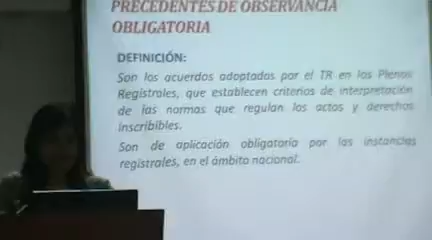 PRECEDENTES DE OBSERVANCIA
OBLIGATORIA
DEFINICIÓN:
Son los acuerdos adoptados por el TR en los Plenos
Registrales, que establecen criterios de interpretación
de las normas que regulan los actos y derechos
inscribibles.
Son de aplicación obligatoria por las instancias
registrales, en el ámbito nacional.